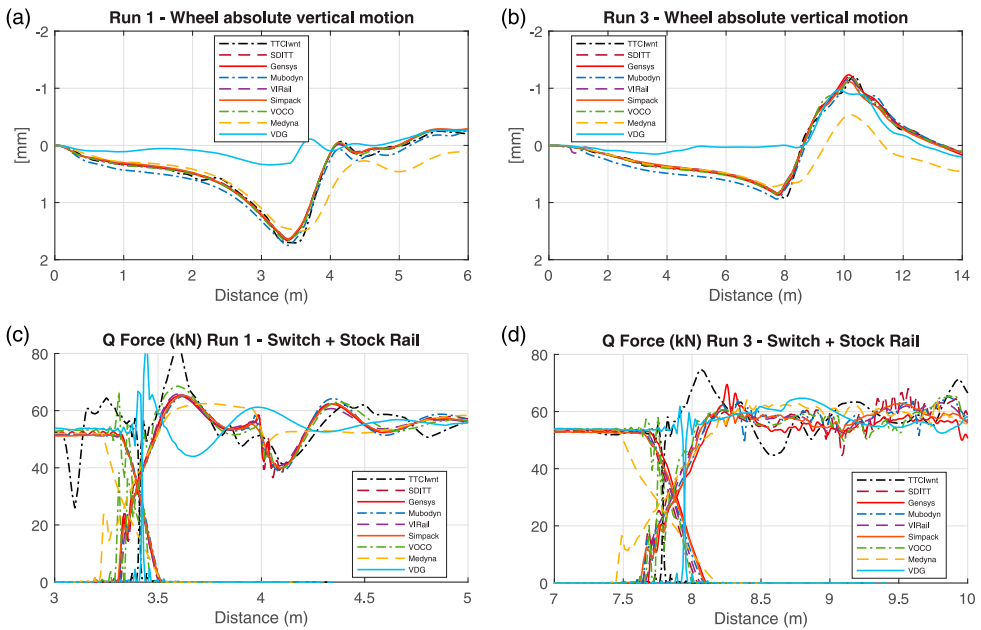 (a)
Run 1 - Wheel absolute vertical motion
-2
-1
0
1
2
[mm]
TTCIwnt
SDITT
Gensys
Mubodyn
VIRail
Simpack
VOCO
Medyna
VDG
0 1 2 3 4 5 6
Distance (m)
(b)
Run 3 - Wheel absolute vertical motion
-2
-1
0
1
2
[mm]
TTCIwnt
SDITT
Gensys
Mubodyn
VIRail
Simpack
VOCO
Medyna
VDG
0 2 4 6 8 10 12 14
Distance (m)
(c)
Q Force (kN) Run 1 - Switch + Stock Rail
80
60
40
20
0
TTCIwnt
SDITT
Gensys
Mubodyn
VIRail
Simpack
VOCO
Medyna
VDG
3 3.5 4 4.5 5
Distance (m)
(d)
Q Force (kN) Run 3 - Switch + Stock Rail
80
60
40
20
0
TTCIwnt
SDITT
Gensys
Mubodyn
VIRail
Simpack
VOCO
Medyna
VDG
7 7.5 8 8.5 9 9.5 10
Distance (m)